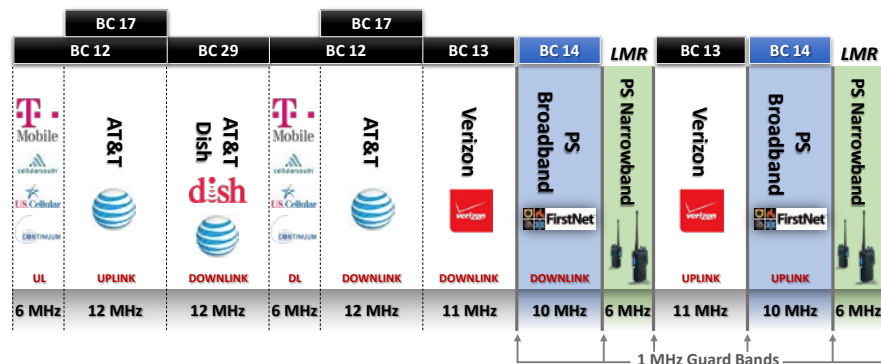 BC 17
BC 17
BC 12
BC 29
BC 12
BC 13
BC 14
LMR
BC 13
BC 14
LMR
T Mobile
cellularsouth
US Cellular
CONTINUUM
UL
6 MHz
AT&T
UPLINK
12 MHz
AT&T
Dish
dish
DOWNLINK
12 MHz
T Mobile
cellularsouth
US Cellular
CONTINUUM
DL
6 MHz
AT&T
DOWNLINK
12 MHz
Verizon
verizon
DOWNLINK
11 MHz
PS
Broadband
FirstNet
DOWNLINK
10 MHz
PS Narrowband
6 MHz
Verizon
verizon
UPLINK
11 MHz
PS
Broadband
FirstNet
UPLINK
10 MHz
PS Narrowband
6 MHz
1 MHz Guard Bands